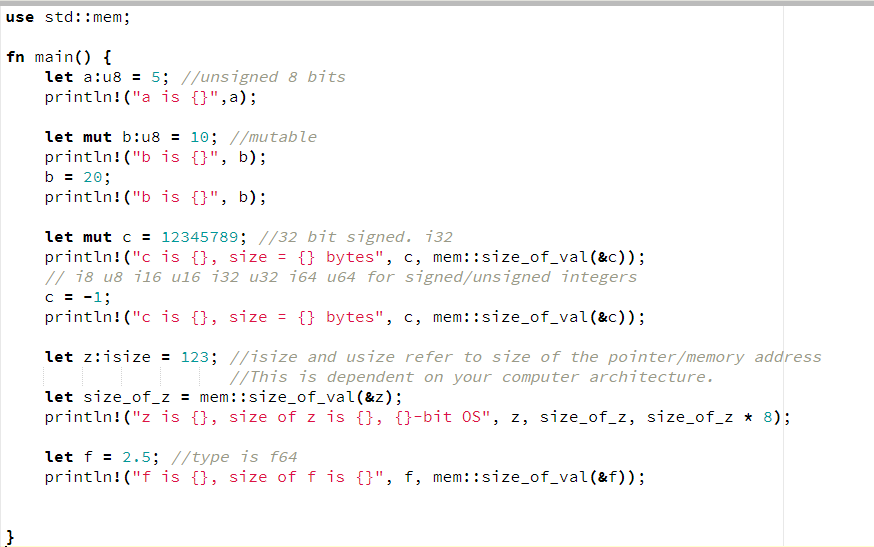 use std::mem;
fn main() {
    let a:u8 = 5; //unsigned 8 bits
    println!("a is {}",a);
    let mut b:u8 = 10; //mutable
    println!("b is {}", b);
    b = 20;
    println!("b is {}", b);
    let mut c = 12345789; //32 bit signed. i32
    println!("c is {}, size = {} bytes", c, mem::size_of_val(&c));
    // i8 u8 i16 u16 i32 u32 i64 u64 for signed/unsigned integers
    c = -1;
    println!("c is {}, size = {} bytes", c, mem::size_of_val(&c));
    let z:isize = 123; //isize and usize refer to size of the pointer/memory address
                       //This is dependent on your computer architecture.
    let size_of_z = mem::size_of_val(&z);
    println!("z is {}, size of z is {}, {}-bit OS", z, size_of_z, size_of_z * 8);
    let f = 2.5; //type is f64
    println!("f is {}, size of f is {}", f, mem::size_of_val(&f));
}